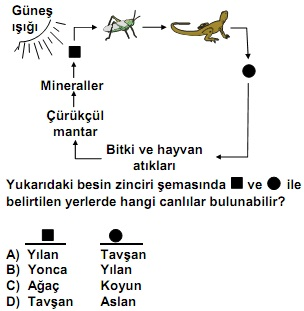 Güneş
ışığı
Mineraller
Çürükçül
mantar
Bitki ve hayvan
atıkları
Yukarıdaki besin zinciri şemasında ■ ve ● ile
belirtilen yerlerde hangi canlılar bulunabilir?
■ ●
A) Yılan Tavşan
B) Yonca Yılan
C) Ağaç Koyun
D) Tavşan Aslan